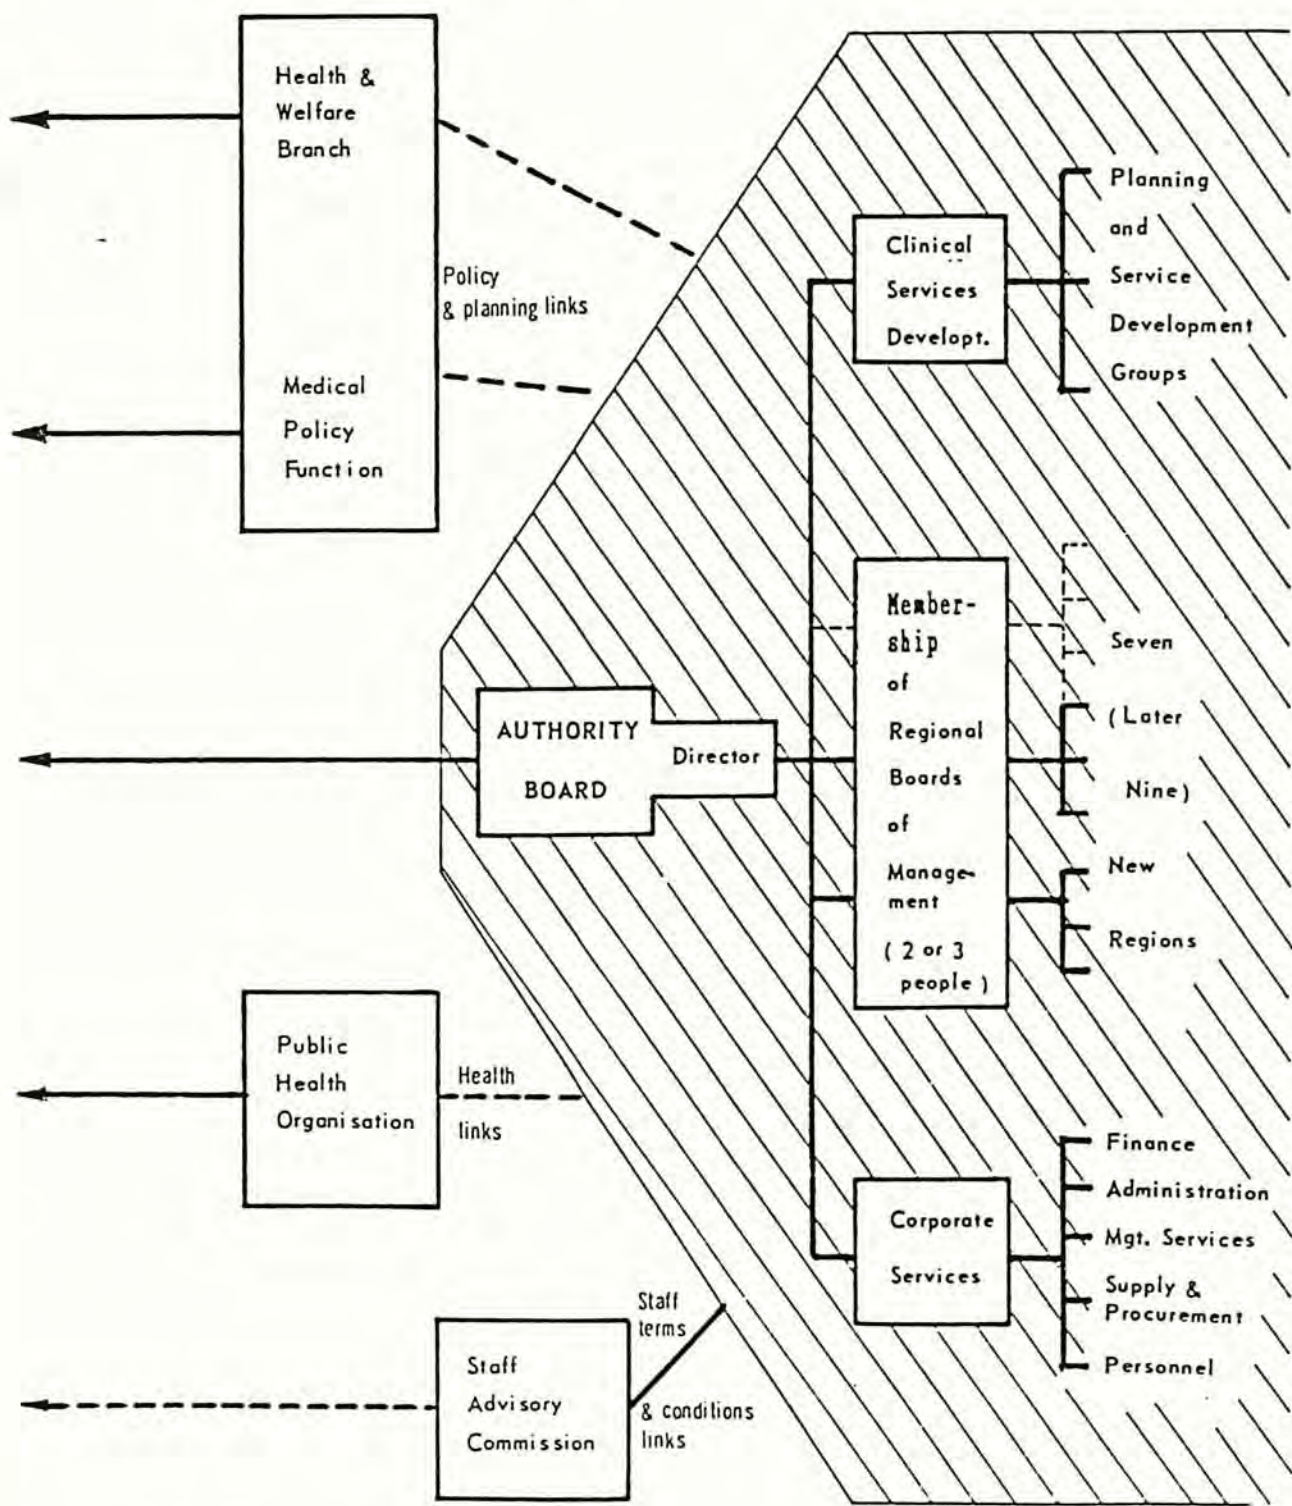 Health &
Welfare
Branch
Medical
Policy
Function
Policy
& planning links
Clinical
Services
Developt.
Planning
and
Service
Development
Groups
AUTHORITY
BOARD
Director
Member-
ship
of
Regional
Boards
of
Manage-
ment
( 2 or 3
people )
Seven
( Later
Nine )
New
Regions
Public
Health
Organisation
Health
links
Corporate
Services
Finance
Administration
Mgt. Services
Supply &
Procurement
Personnel
Staff
Advisory
Commission
Staff
terms
& conditions
links